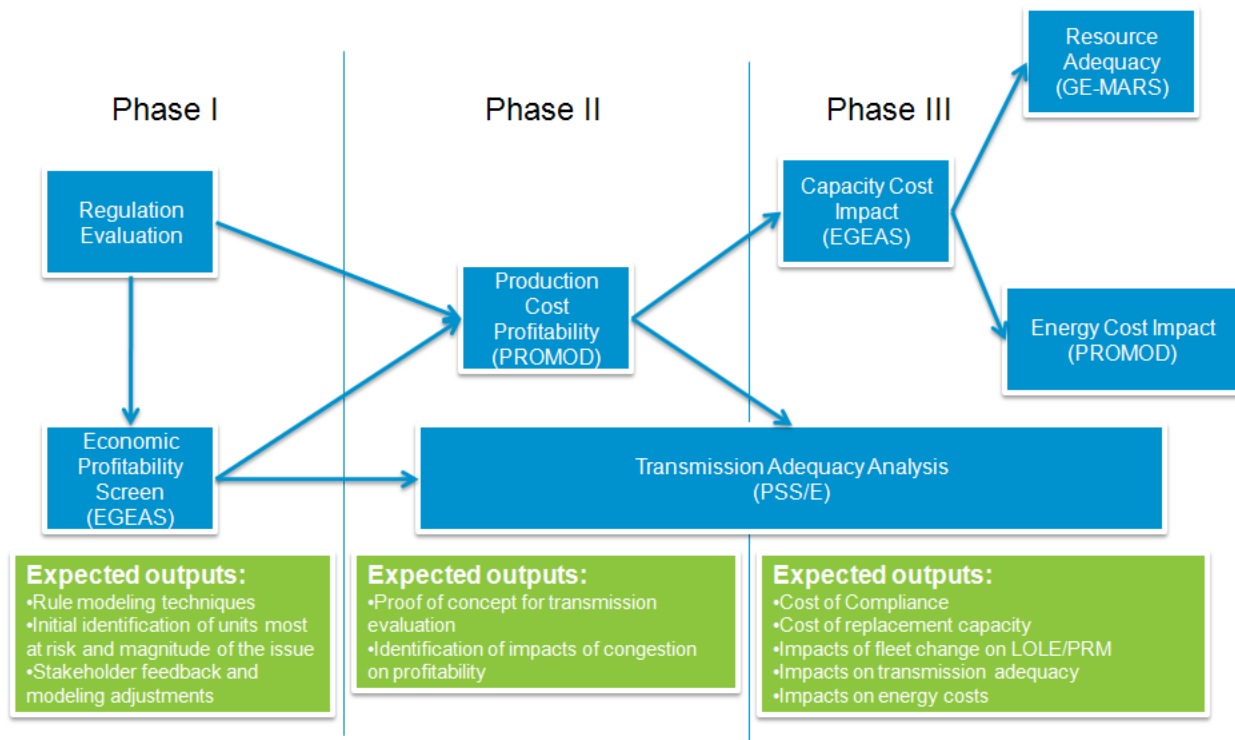 Phase I
Phase II
Phase III
Resource
Adequacy
(GE-MARS)
Regulation
Evaluation
Capacity Cost
Impact
(EGEAS)
Production
Cost
Profitability
(PROMOD)
Energy Cost Impact
(PROMOD)
Economic
Profitability
Screen
(EGEAS)
Transmission Adequacy Analysis
(PSS/E)
Expected outputs:
•Rule modeling techniques
•Initial identification of units most
at risk and magnitude of the issue
•Stakeholder feedback and
modeling adjustments
Expected outputs:
•Proof of concept for transmission
evaluation
•Identification of impacts of congestion
on profitability
Expected outputs:
•Cost of Compliance
•Cost of replacement capacity
•Impacts of fleet change on LOLE/PRM
•Impacts on transmission adequacy
•Impacts on energy costs